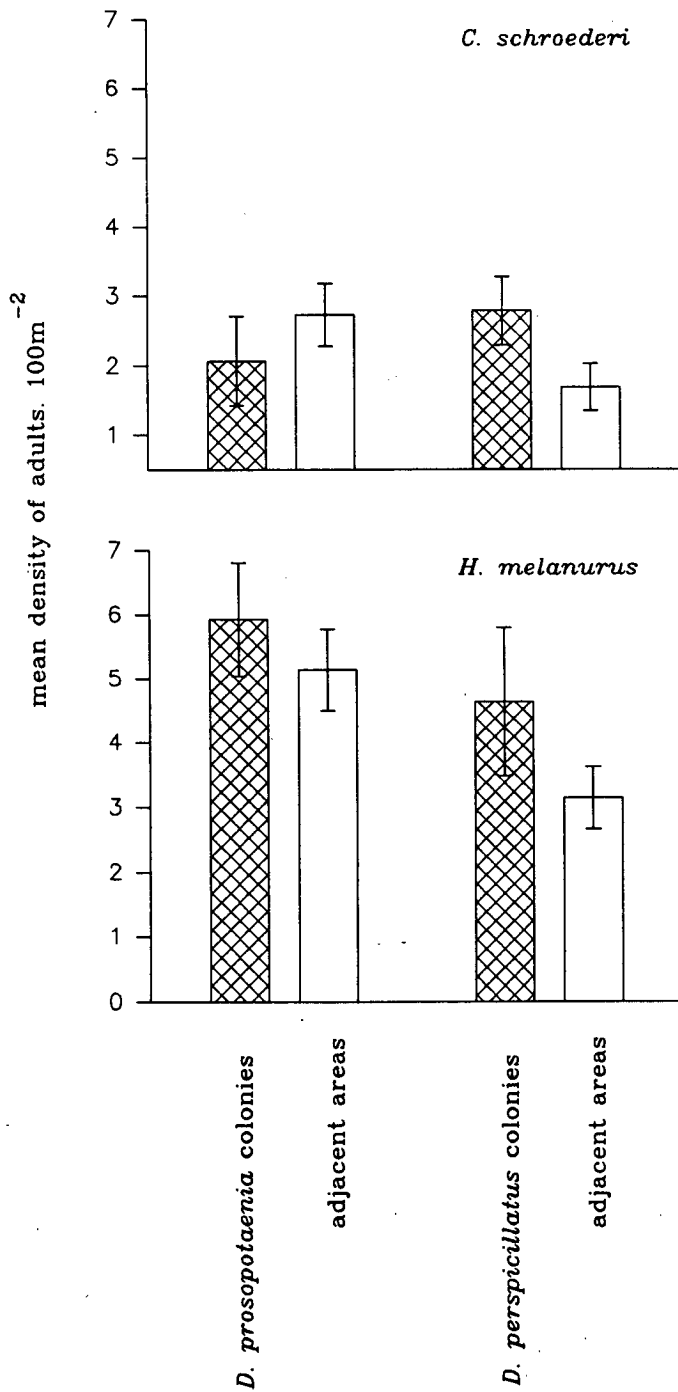 mean density of adults. 100m⁻²
C. schroederi
7
6
5
4
3
2
1
H. melanurus
7
6
5
4
3
2
1
0
D. prosopotaenia colonies
adjacent areas
D. perspicillatus colonies
adjacent areas